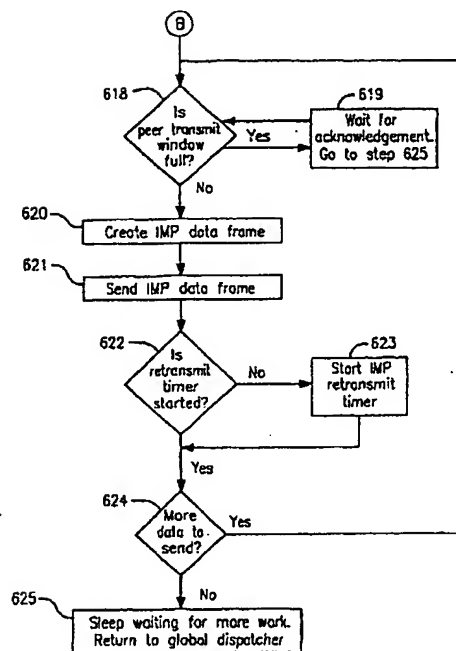 B
618
Is
peer transmit
window
full?
Yes
619
Wait for
acknowledgement.
Go to step 625
No
620
Create IMP data frame
621
Send IMP data frame
622
Is
retransmit
timer
started?
No
623
Start IMP
retransmit
timer
Yes
624
More
data to
send?
Yes
No
625
Sleep waiting for more work.
Return to global dispatcher